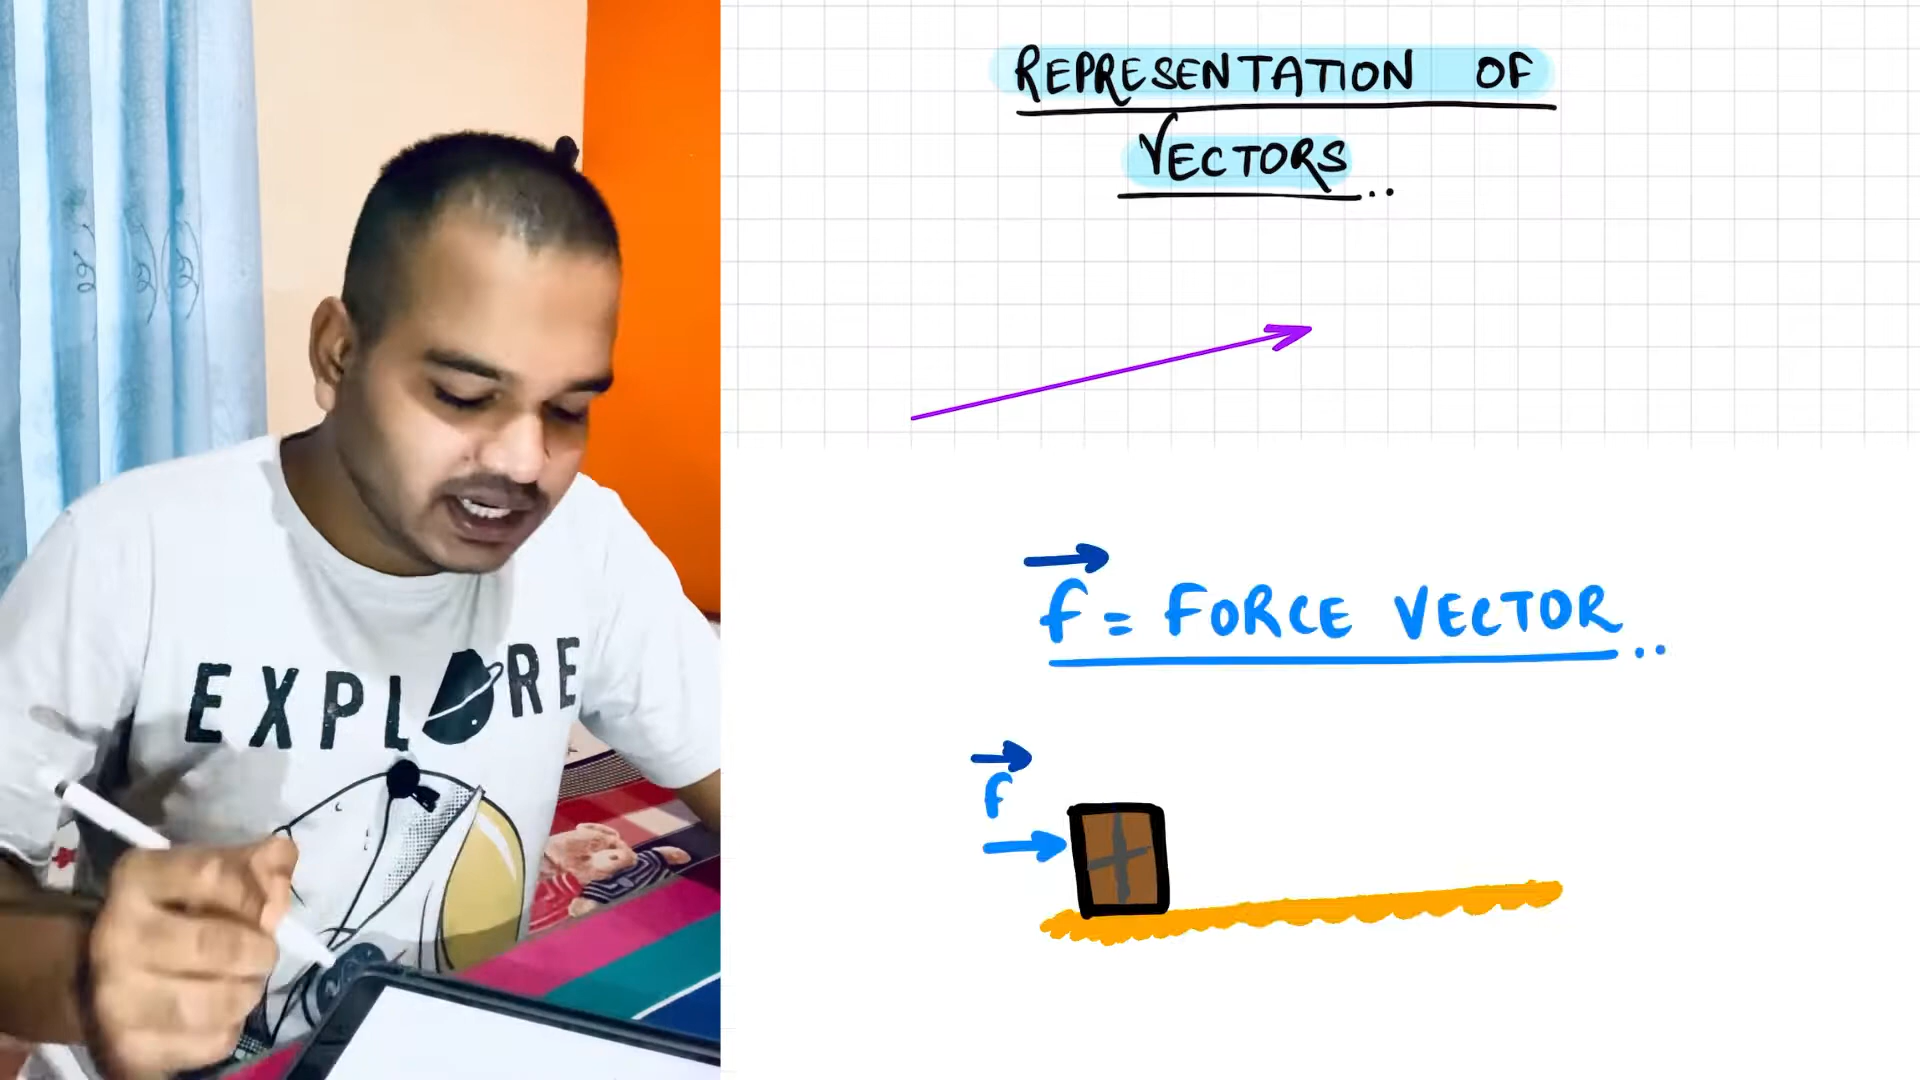 REPRESENTATION OF
VECTORS..
f = FORCE VECTOR..
f
EXPLORE